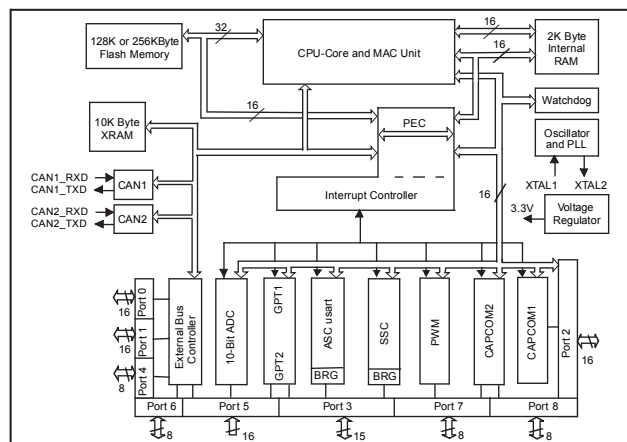 128K or 256KByte
Flash Memory
32
CPU-Core and MAC Unit
16
2K Byte
Internal
RAM
16
Watchdog
16
10K Byte
XRAM
PEC
Oscillator
and PLL
XTAL1
XTAL2
CAN1_RXD
CAN1_TXD
CAN1
CAN2_RXD
CAN2_TXD
CAN2
Interrupt Controller
16
3.3V
Voltage
Regulator
Port 0
16
Port 1
16
Port 4
8
External Bus
Controller
10-Bit ADC
GPT1
GPT2
ASC usart
BRG
SSC
BRG
PWM
CAPCOM2
CAPCOM1
Port 2
16
Port 6
Port 5
Port 3
Port 7
Port 8
8
16
15
8
8